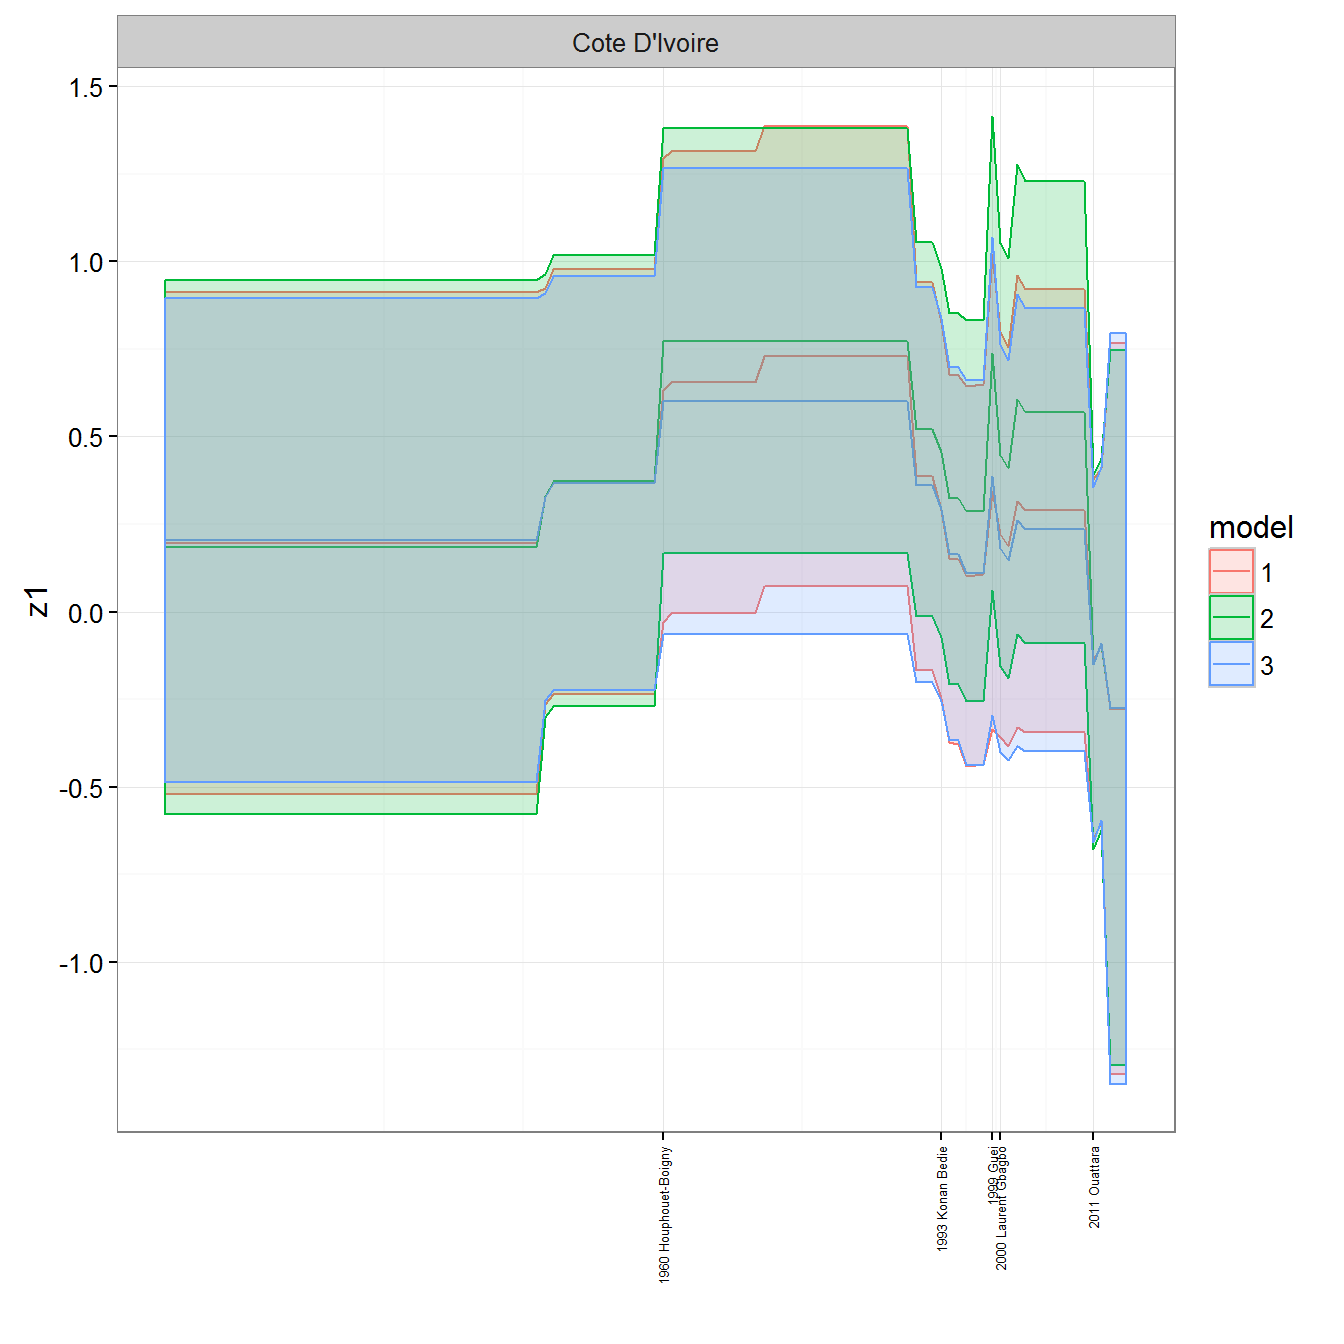 Cote D'Ivoire
1.5
1.0
0.5
0.0
-0.5
-1.0
z1
1960 Houphouet-Boigny
1993 Konan Bedie
1999 Guei
2000 Laurent Gbagbo
2011 Ouattara
model
1
2
3